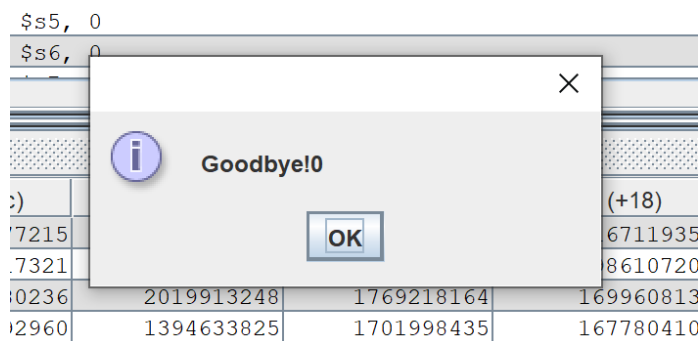 $s5, 0
$s6, 0
Goodbye!0
OK
c) (+18)
77215 16711935
17321 98610720
30236 2019913248 1769218164 169960813
92960 1394633825 1701998435 167780410